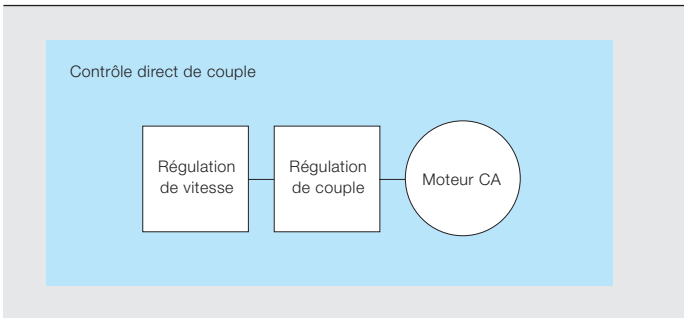 Contrôle direct de couple
Régulation
de vitesse
Régulation
de couple
Moteur CA